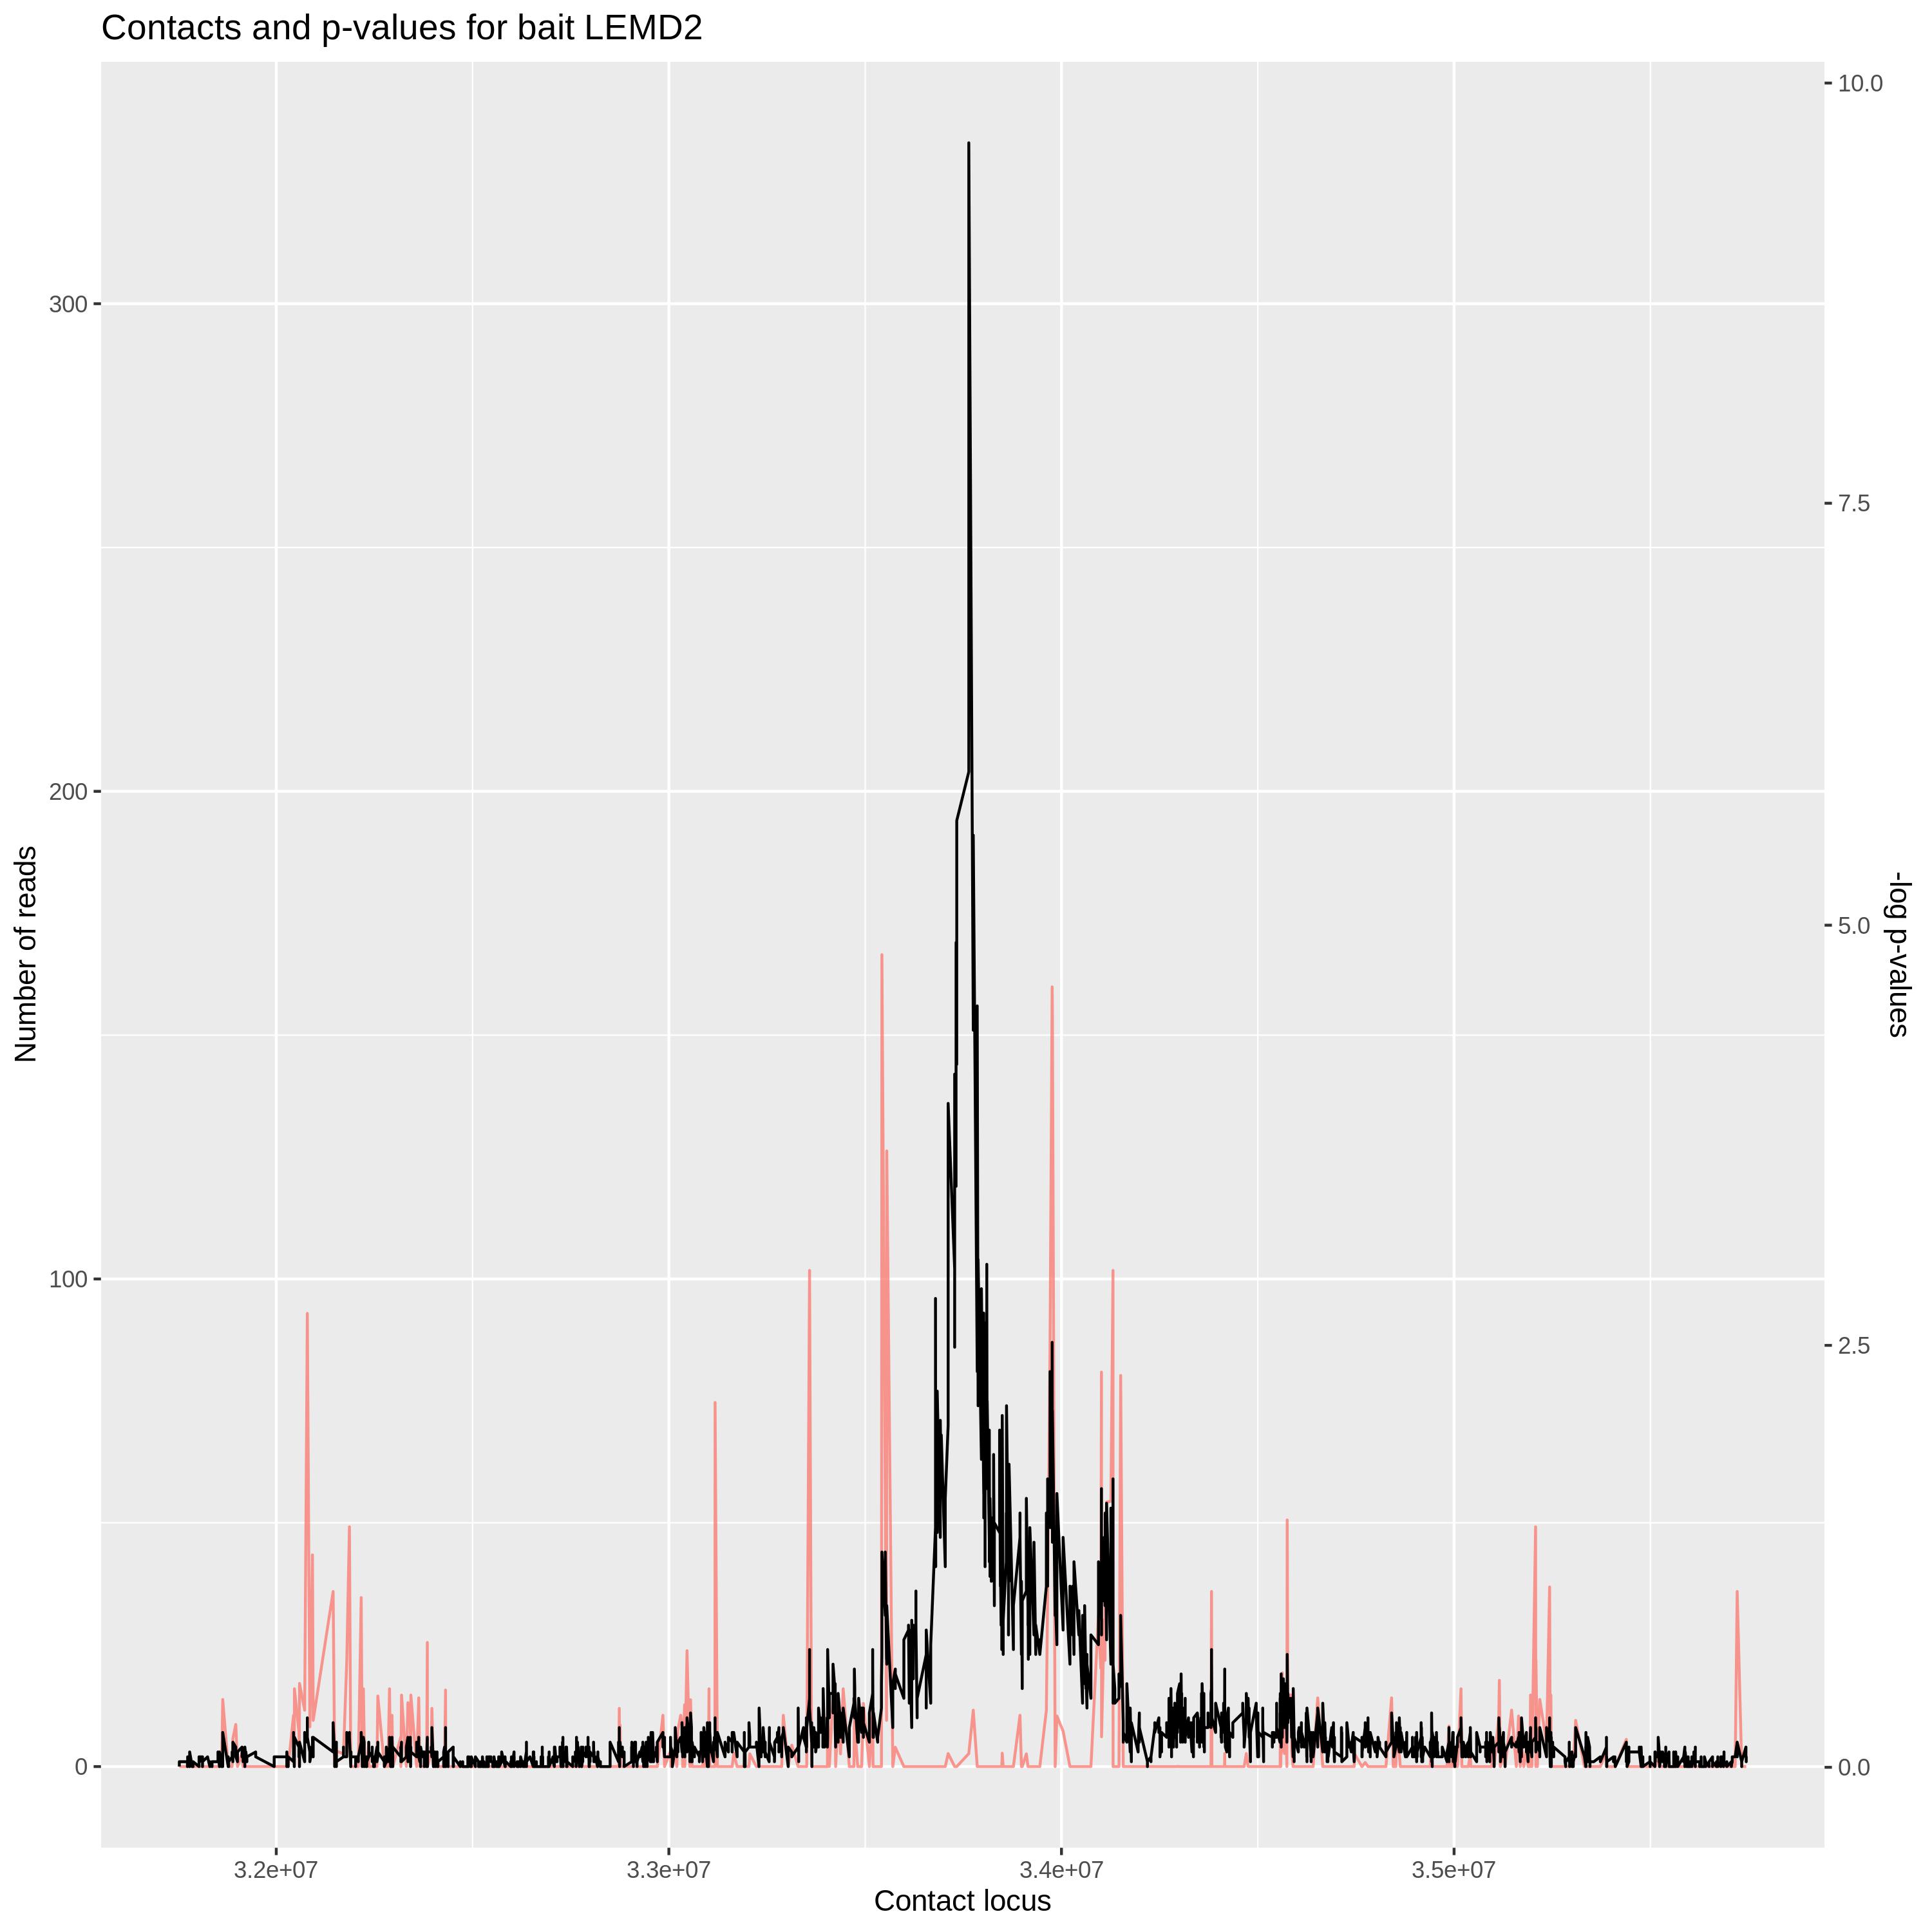 Contacts and p-values for bait LEMD2
10.0
300
7.5
200
Number of reads
-log p-values
5.0
100
2.5
0
0.0
3.2e+07
3.3e+07
3.4e+07
3.5e+07
Contact locus